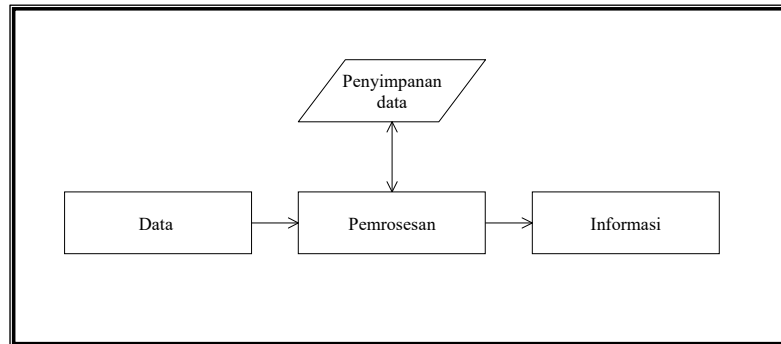 Penyimpanan
data
Data
Pemrosesan
Informasi